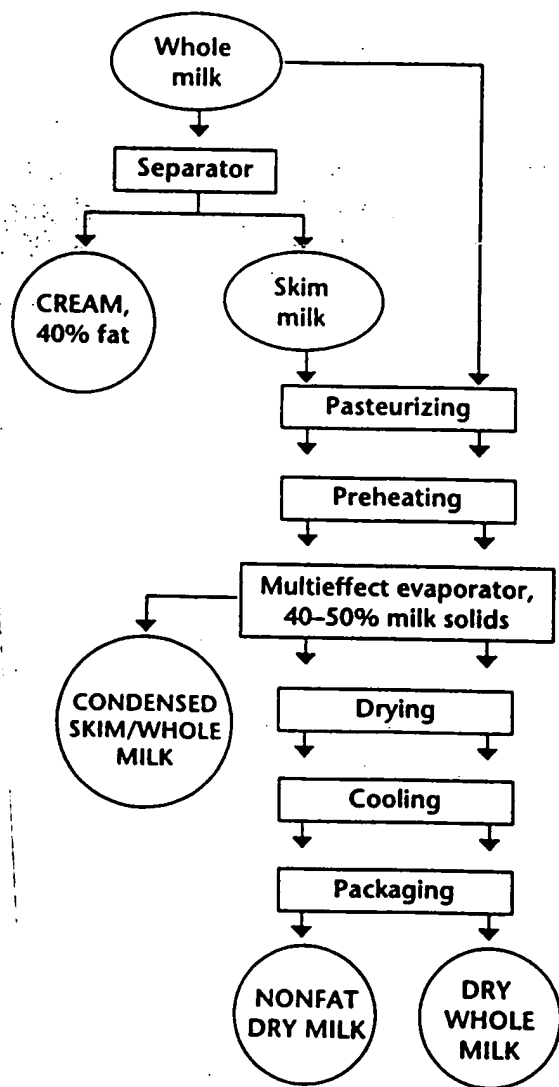 Whole
milk
Separator
CREAM,
40% fat
Skim
milk
Pasteurizing
Preheating
Multieffect evaporator,
40–50% milk solids
CONDENSED
SKIM/WHOLE
MILK
Drying
Cooling
Packaging
NONFAT
DRY MILK
DRY
WHOLE
MILK